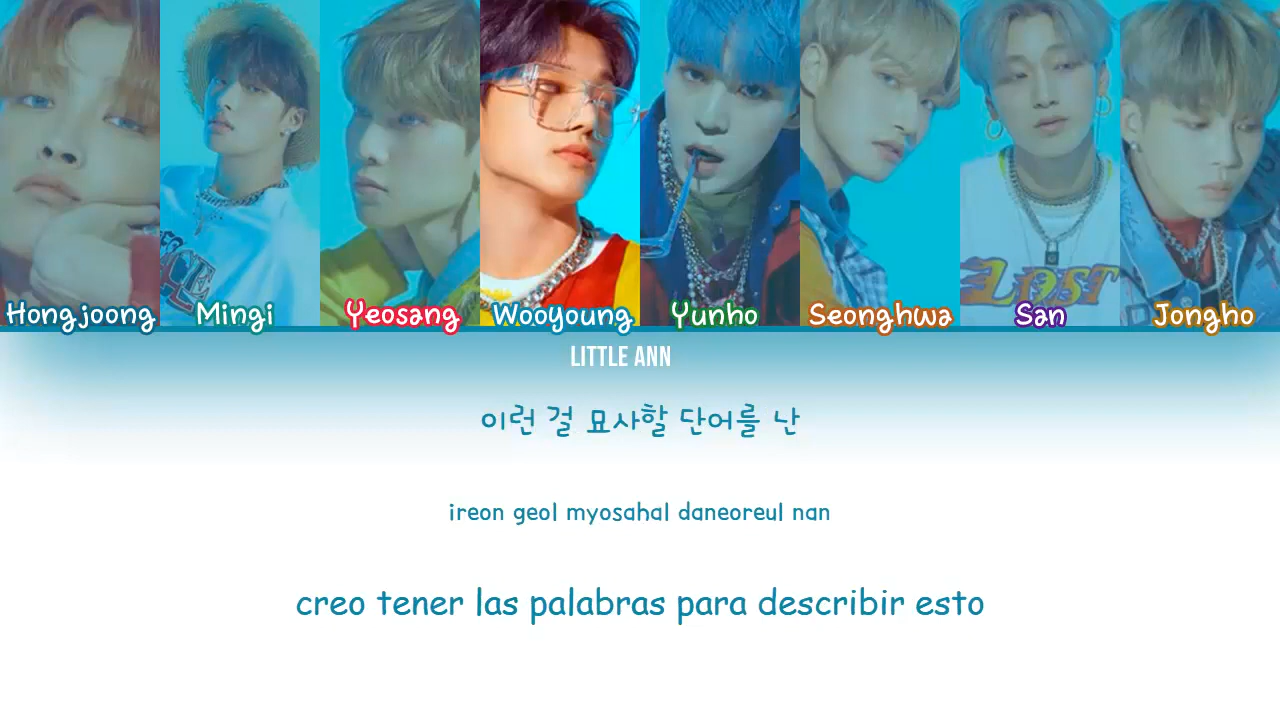 Hongjoong Mingi Yeosang Wooyoung Yunho Seonghwa San Jongho
LITTLE ANN
이런 걸 묘사할 단어를 난
ireon geol myosahal daneoreul nan
creo tener las palabras para describir esto